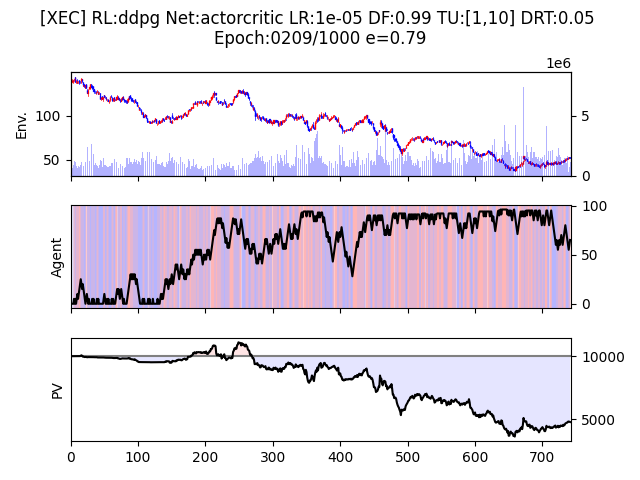 [XEC] RL:ddpg Net:actorcritic LR:1e-05 DF:0.99 TU:[1,10] DRT:0.05
Epoch:0209/1000 e=0.79
1e6
Env.
100
50
5
0
Agent
100
50
0
PV
10000
5000
0 100 200 300 400 500 600 700